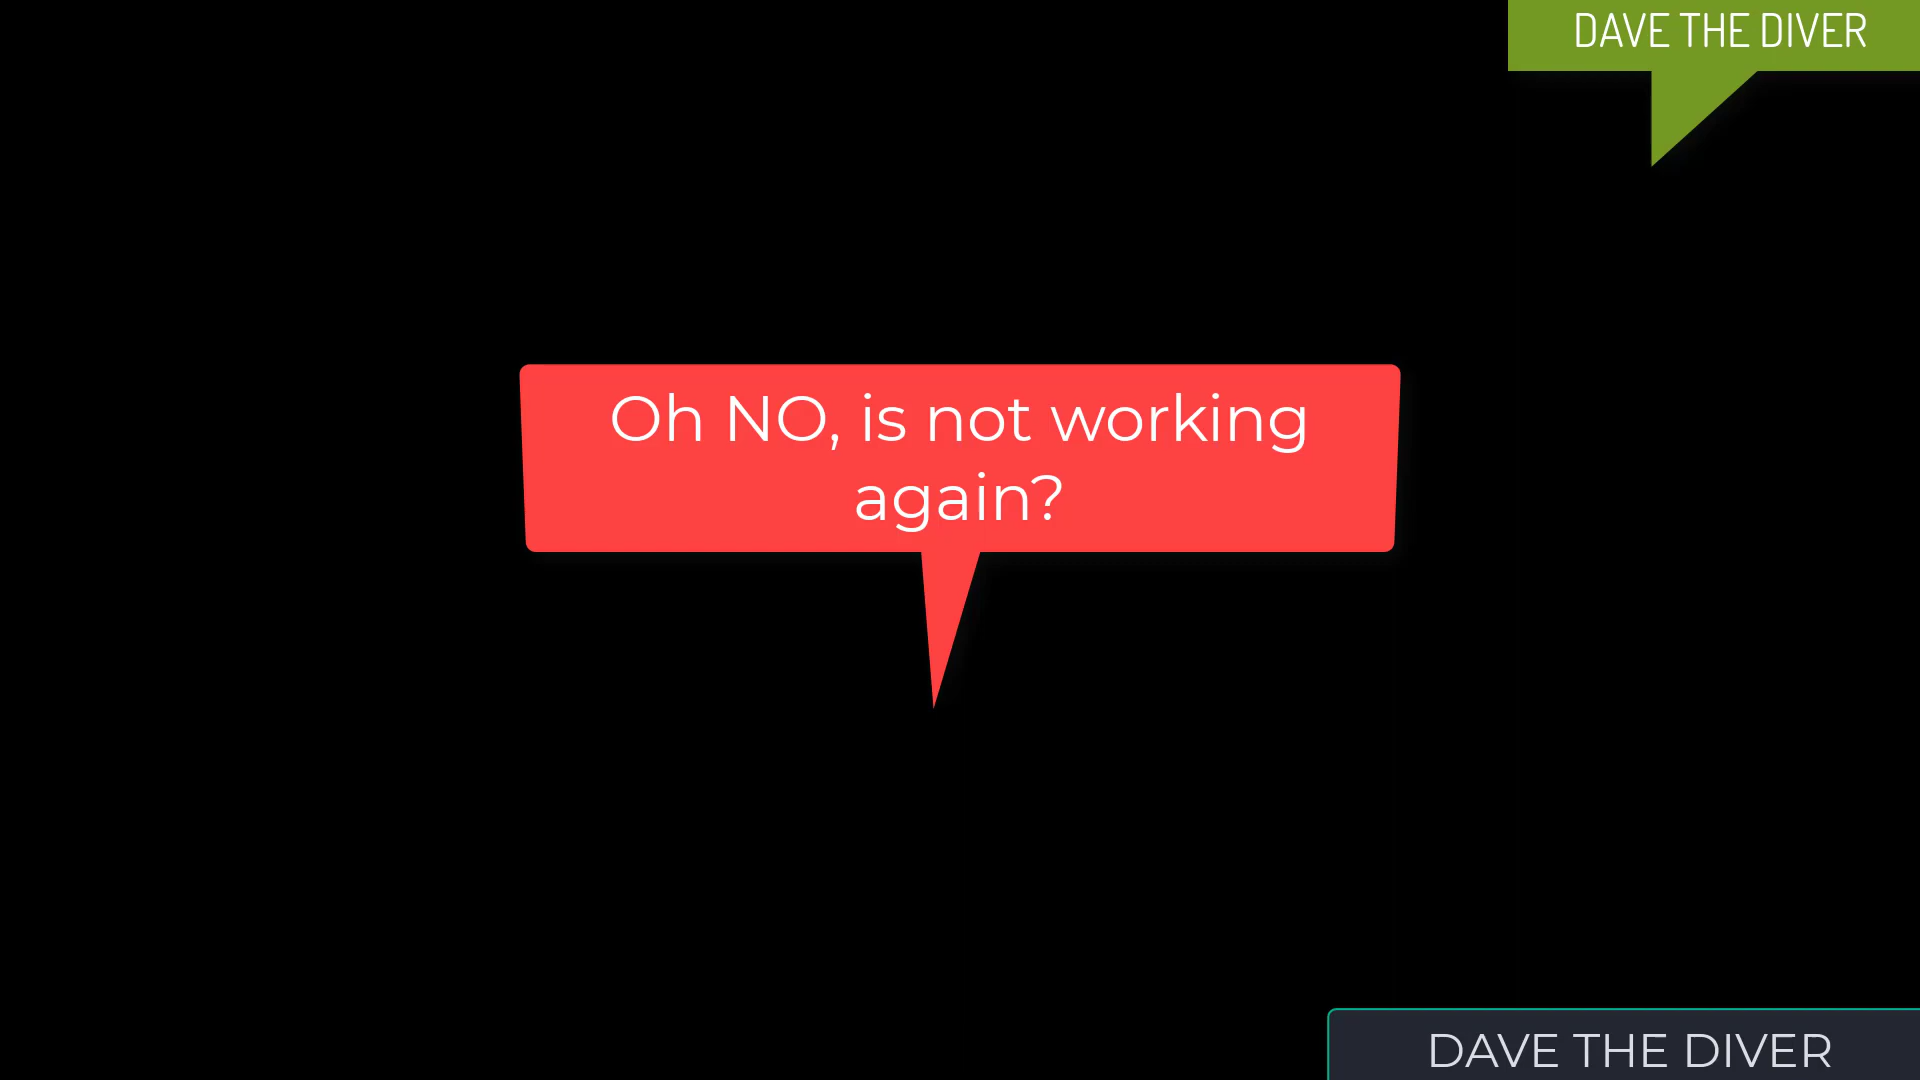 DAVE THE DIVER
Oh NO, is not working
again?
DAVE THE DIVER